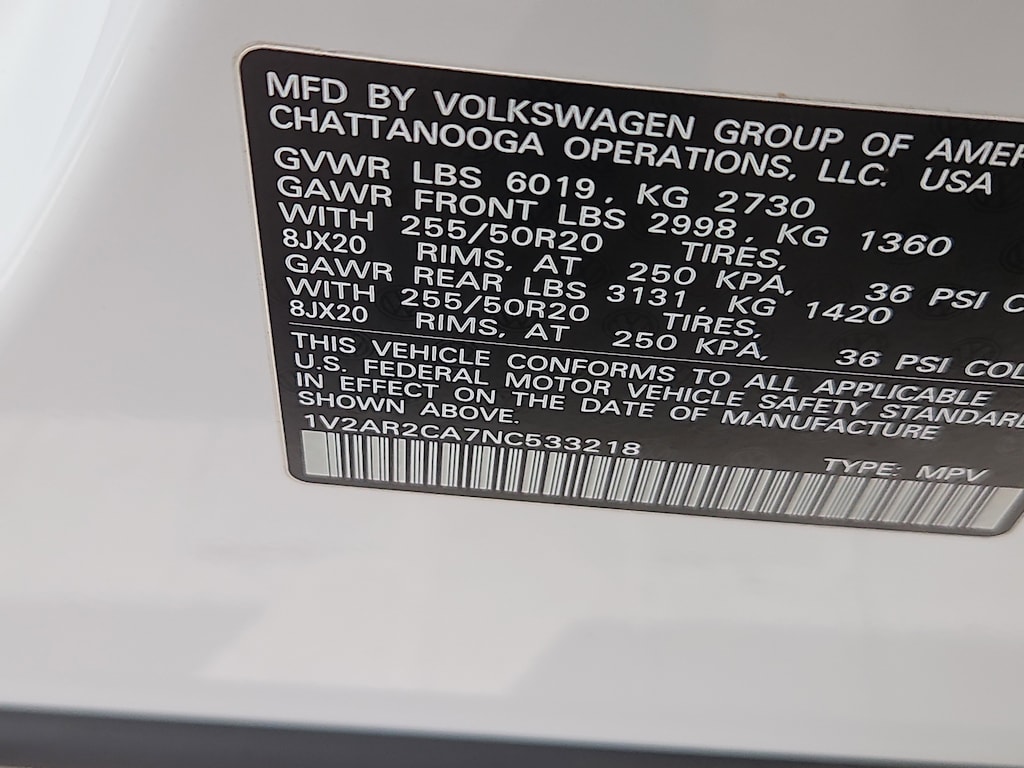 MFD BY VOLKSWAGEN GROUP OF AMER
CHATTANOOGA OPERATIONS, LLC. USA
GVWR LBS 6019, KG 2730
GAWR FRONT LBS 2998, KG 1360
WITH 255/50R20 TIRES,
8JX20 RIMS, AT 250 KPA, 36 PSI C
GAWR REAR LBS 3131, KG 1420
WITH 255/50R20 TIRES,
8JX20 RIMS, AT 250 KPA, 36 PSI COL
THIS VEHICLE CONFORMS TO ALL APPLICABLE
U.S. FEDERAL MOTOR VEHICLE SAFETY STANDARD
IN EFFECT ON THE DATE OF MANUFACTURE
SHOWN ABOVE.
1V2AR2CA7NC533218 TYPE: MPV